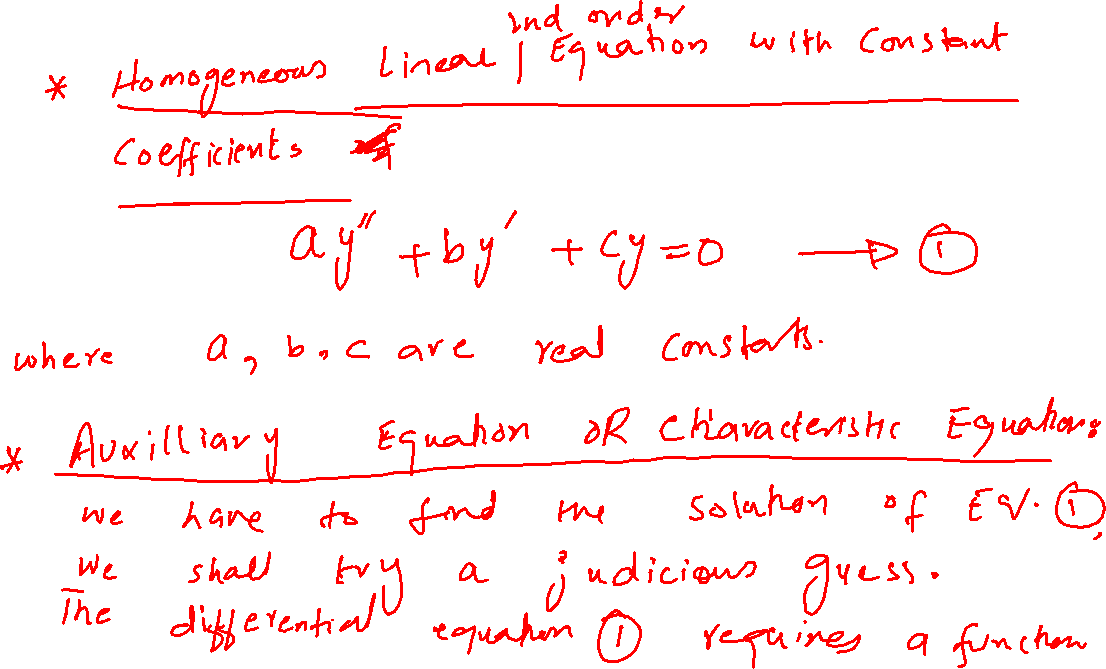 * Homogeneous Linear 2nd order Equation with Constant
Coefficients
ay'' + by' + cy = 0 → ①
where a, b, c are real constants.
* Auxilliary Equation OR Characteristic Equation:
we have to find the solution of EQ. ①,
We shall try a judicious guess.
The differential equation ① requires a function